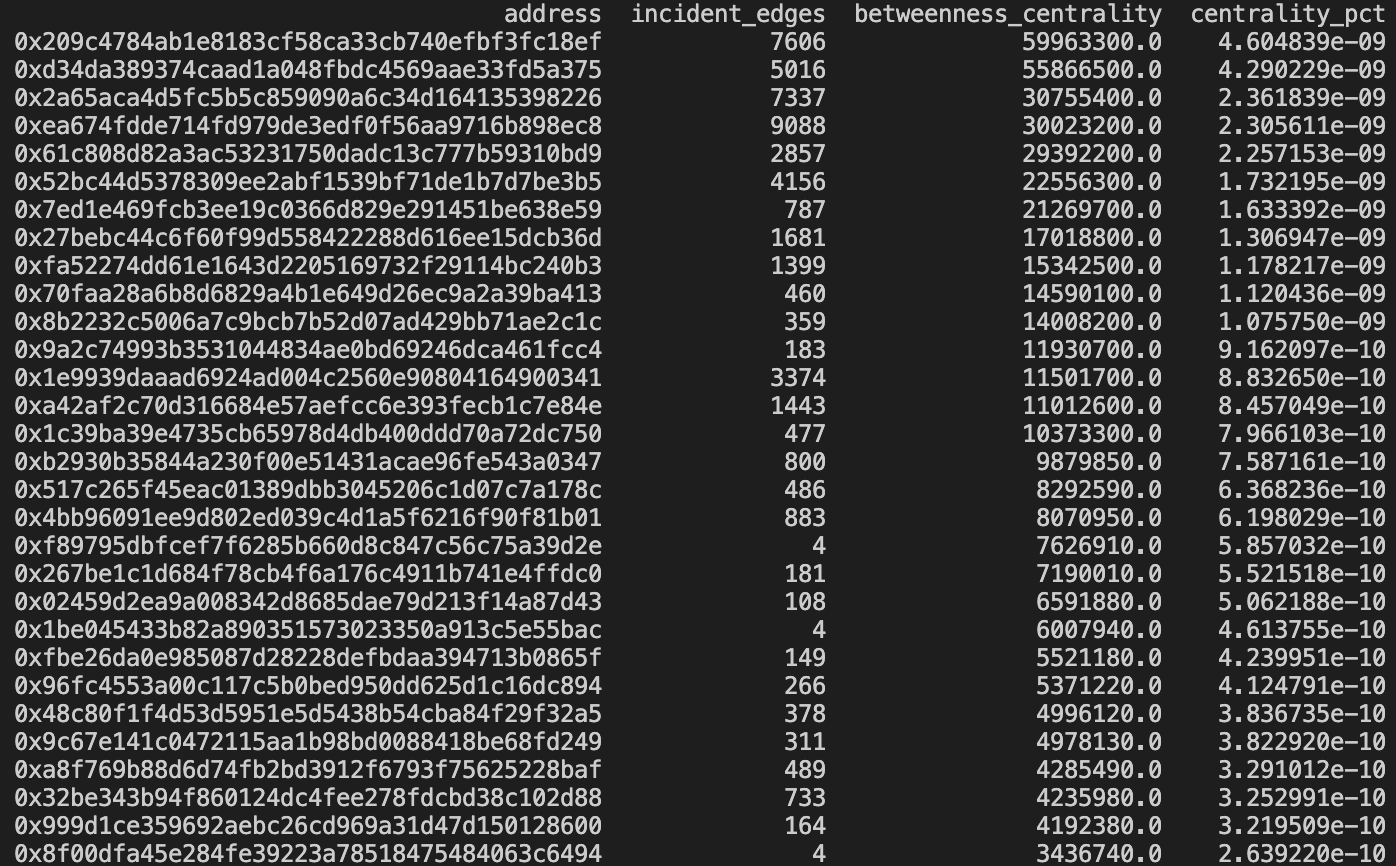 address incident_edges betweenness_centrality centrality_pct
0x209c4784ab1e8183cf58ca33cb740efbf3fc18ef 7606 59963300.0 4.604839e-09
0xd34da389374caad1a048fbdc4569aae33fd5a375 5016 55866500.0 4.290229e-09
0x2a65aca4d5fc5b5c859090a6c34d164135398226 7337 30755400.0 2.361839e-09
0xea674fdde714fd979de3edf0f56aa9716b898ec8 9088 30023200.0 2.305611e-09
0x61c808d82a3ac53231750dadc13c777b59310bd9 2857 29392200.0 2.257153e-09
0x52bc44d5378309ee2abf1539bf71de1b7d7be3b5 4156 22556300.0 1.732195e-09
0x7ed1e469fcb3ee19c0366d829e291451be638e59 787 21269700.0 1.633392e-09
0x27bebc44c6f60f99d558422288d616ee15dcb36d 1681 17018800.0 1.306947e-09
0xfa52274dd61e1643d2205169732f29114bc240b3 1399 15342500.0 1.178217e-09
0x70faa28a6b8d6829a4b1e649d26ec9a2a39ba413 460 14590100.0 1.120436e-09
0x8b2232c5006a7c9bcb7b52d07ad429bb71ae2c1c 359 14008200.0 1.075750e-09
0x9a2c74993b3531044834ae0bd69246dca461fcc4 183 11930700.0 9.162097e-10
0x1e9939daaad6924ad004c2560e90804164900341 3374 11501700.0 8.832650e-10
0xa42af2c70d316684e57aefcc6e393fecb1c7e84e 1443 11012600.0 8.457049e-10
0x1c39ba39e4735cb65978d4db400ddd70a72dc750 477 10373300.0 7.966103e-10
0xb2930b35844a230f00e51431acae96fe543a0347 800 9879850.0 7.587161e-10
0x517c265f45eac01389dbb3045206c1d07c7a178c 486 8292590.0 6.368236e-10
0x4bb96091ee9d802ed039c4d1a5f6216f90f81b01 883 8070950.0 6.198029e-10
0xf89795dbfcef7f6285b660d8c847c56c75a39d2e 4 7626910.0 5.857032e-10
0x267be1c1d684f78cb4f6a176c4911b741e4ffdc0 181 7190010.0 5.521518e-10
0x02459d2ea9a008342d8685dae79d213f14a87d43 108 6591880.0 5.062188e-10
0x1be045433b82a890351573023350a913c5e55bac 4 6007940.0 4.613755e-10
0xfbe26da0e985087d28228defbdaa394713b0865f 149 5521180.0 4.239951e-10
0x96fc4553a00c117c5b0bed950dd625d1c16dc894 266 5371220.0 4.124791e-10
0x48c80f1f4d53d5951e5d5438b54cba84f29f32a5 378 4996120.0 3.836735e-10
0x9c67e141c0472115aa1b98bd0088418be68fd249 311 4978130.0 3.822920e-10
0xa8f769b88d6d74fb2bd3912f6793f75625228baf 489 4285490.0 3.291012e-10
0x32be343b94f860124dc4fee278fdcbd38c102d88 733 4235980.0 3.252991e-10
0x999d1ce359692aebc26cd969a31d47d150128600 164 4192380.0 3.219509e-10
0x8f00dfa45e284fe39223a78518475484063c6494 4 3436740.0 2.639220e-10